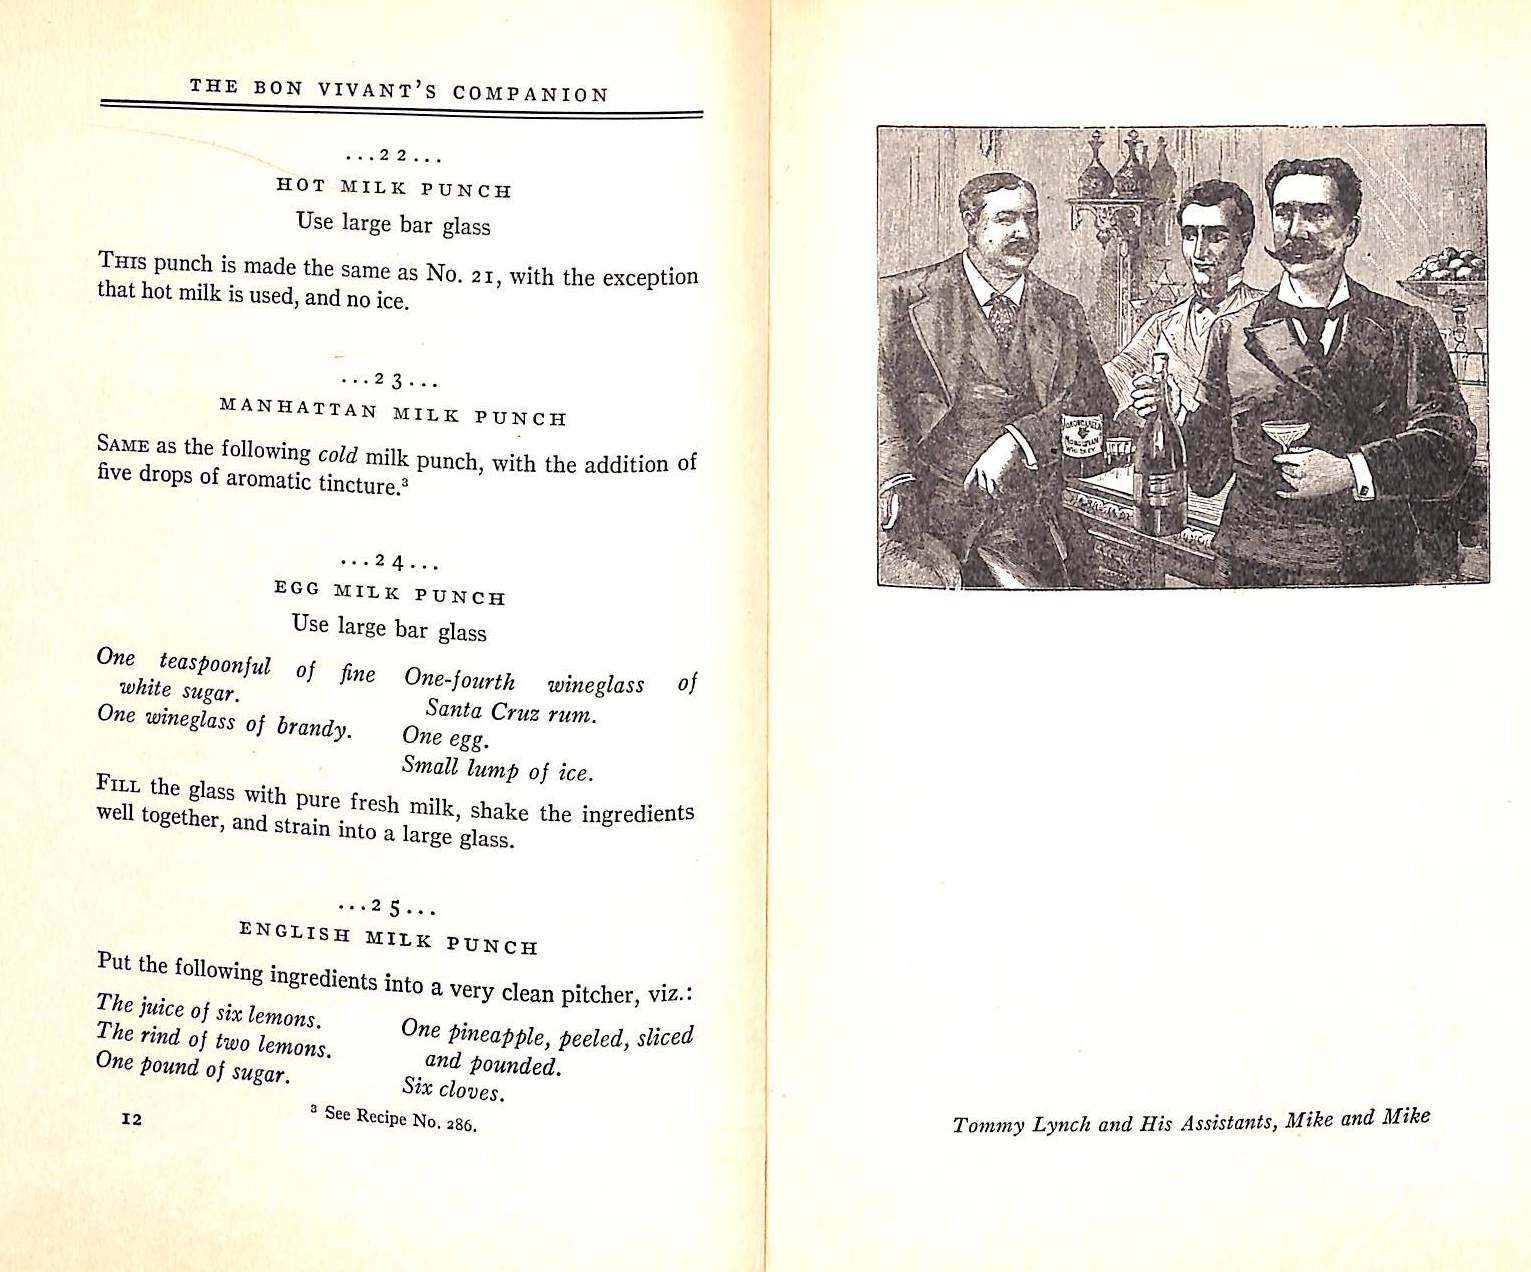 THE BON VIVANT'S COMPANION
...22...
HOT MILK PUNCH
Use large bar glass
THIS punch is made the same as No. 21, with the exception
that hot milk is used, and no ice.
...23...
MANHATTAN MILK PUNCH
SAME as the following cold milk punch, with the addition of
five drops of aromatic tincture.³
...24...
EGG MILK PUNCH
Use large bar glass
One teaspoonful of fine
white sugar.
One wineglass of brandy.
One-fourth wineglass of
Santa Cruz rum.
One egg.
Small lump of ice.
FILL the glass with pure fresh milk, shake the ingredients
well together, and strain into a large glass.
...25...
ENGLISH MILK PUNCH
Put the following ingredients into a very clean pitcher, viz.:
The juice of six lemons.
The rind of two lemons.
One pound of sugar.
One pineapple, peeled, sliced
and pounded.
Six cloves.
³ See Recipe No. 286.
12
MONOGRAM
WHISKEY
Tommy Lynch and His Assistants, Mike and Mike